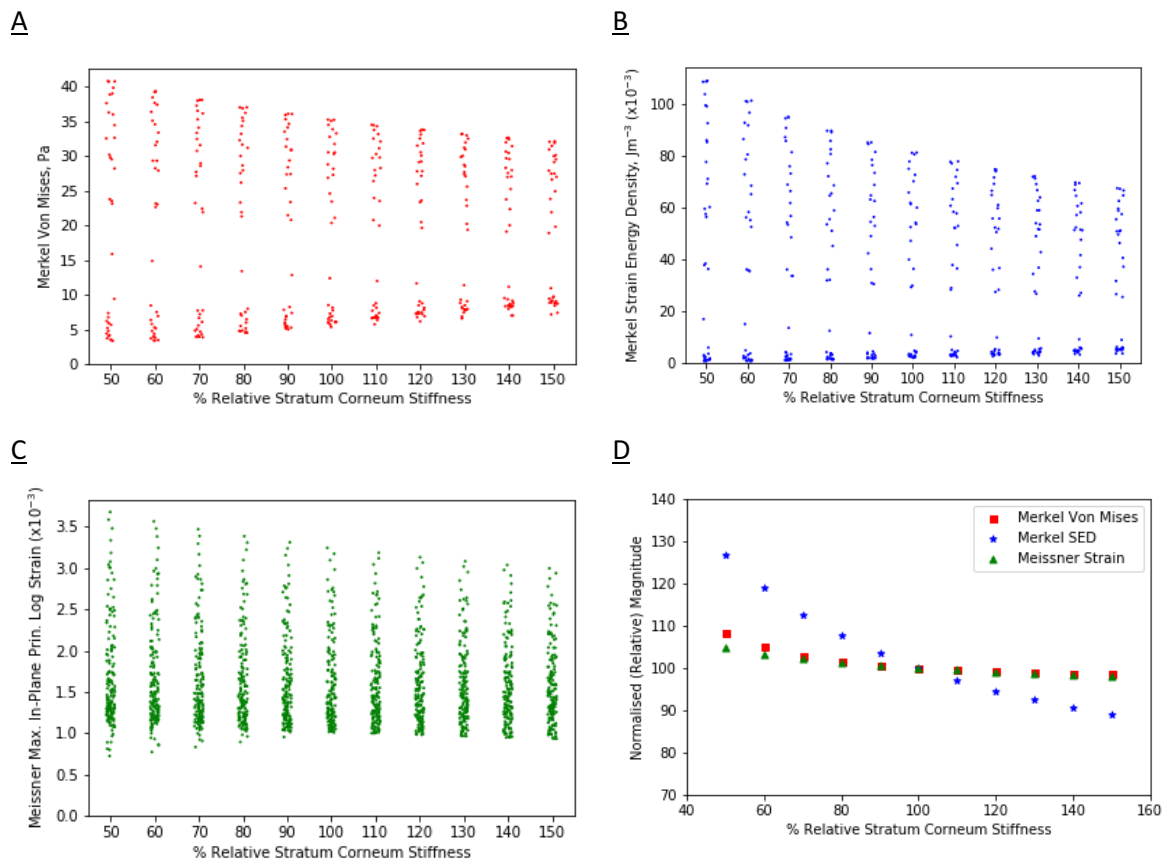 A
Merkel Von Mises, Pa
40
35
30
25
20
15
10
5
0
50 60 70 80 90 100 110 120 130 140 150
% Relative Stratum Corneum Stiffness
B
Merkel Strain Energy Density, Jm⁻³ (x10⁻³)
100
80
60
40
20
0
50 60 70 80 90 100 110 120 130 140 150
% Relative Stratum Corneum Stiffness
C
Meissner Max. In-Plane Prin. Log Strain (x10⁻³)
3.5
3.0
2.5
2.0
1.5
1.0
0.5
0.0
50 60 70 80 90 100 110 120 130 140 150
% Relative Stratum Corneum Stiffness
D
Normalised (Relative) Magnitude
140
130
120
110
100
90
80
70
Merkel Von Mises
Merkel SED
Meissner Strain
40 60 80 100 120 140 160
% Relative Stratum Corneum Stiffness